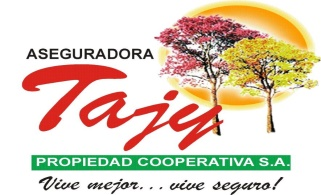 ASEGURADORA
Tajy
PROPIEDAD COOPERATIVA S.A.
Vive mejor... vive seguro!